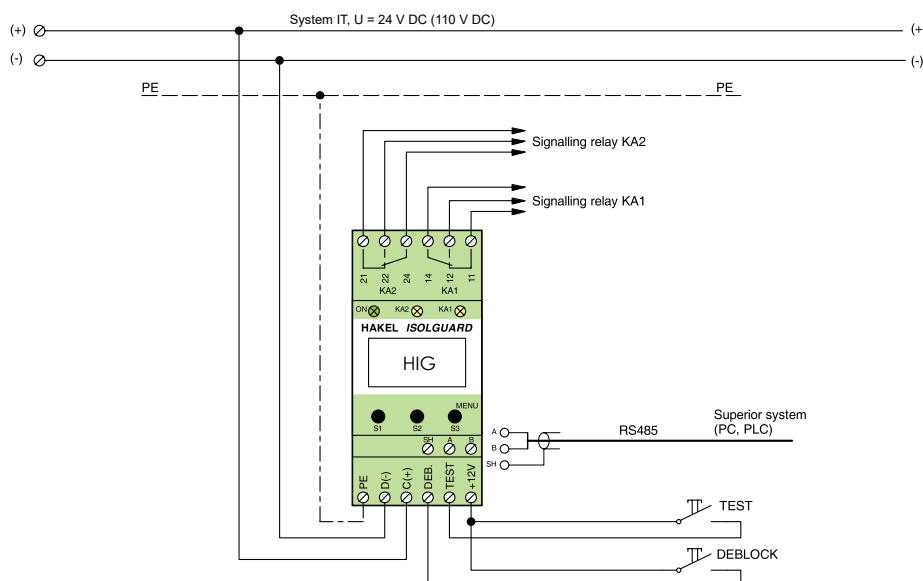 System IT, U = 24 V DC (110 V DC)
(+) (+
(-) (-)
PE PE
Signalling relay KA2
Signalling relay KA1
21 22 24 14 12 11
KA2 KA1
ON KA2 KA1
HAKEL ISOLGUARD
HIG
MENU
S1 S2 S3
SH A B
PE D(-) C(+) DEB. TEST +12V
A
B
SH
RS485
Superior system
(PC, PLC)
TEST
DEBLOCK